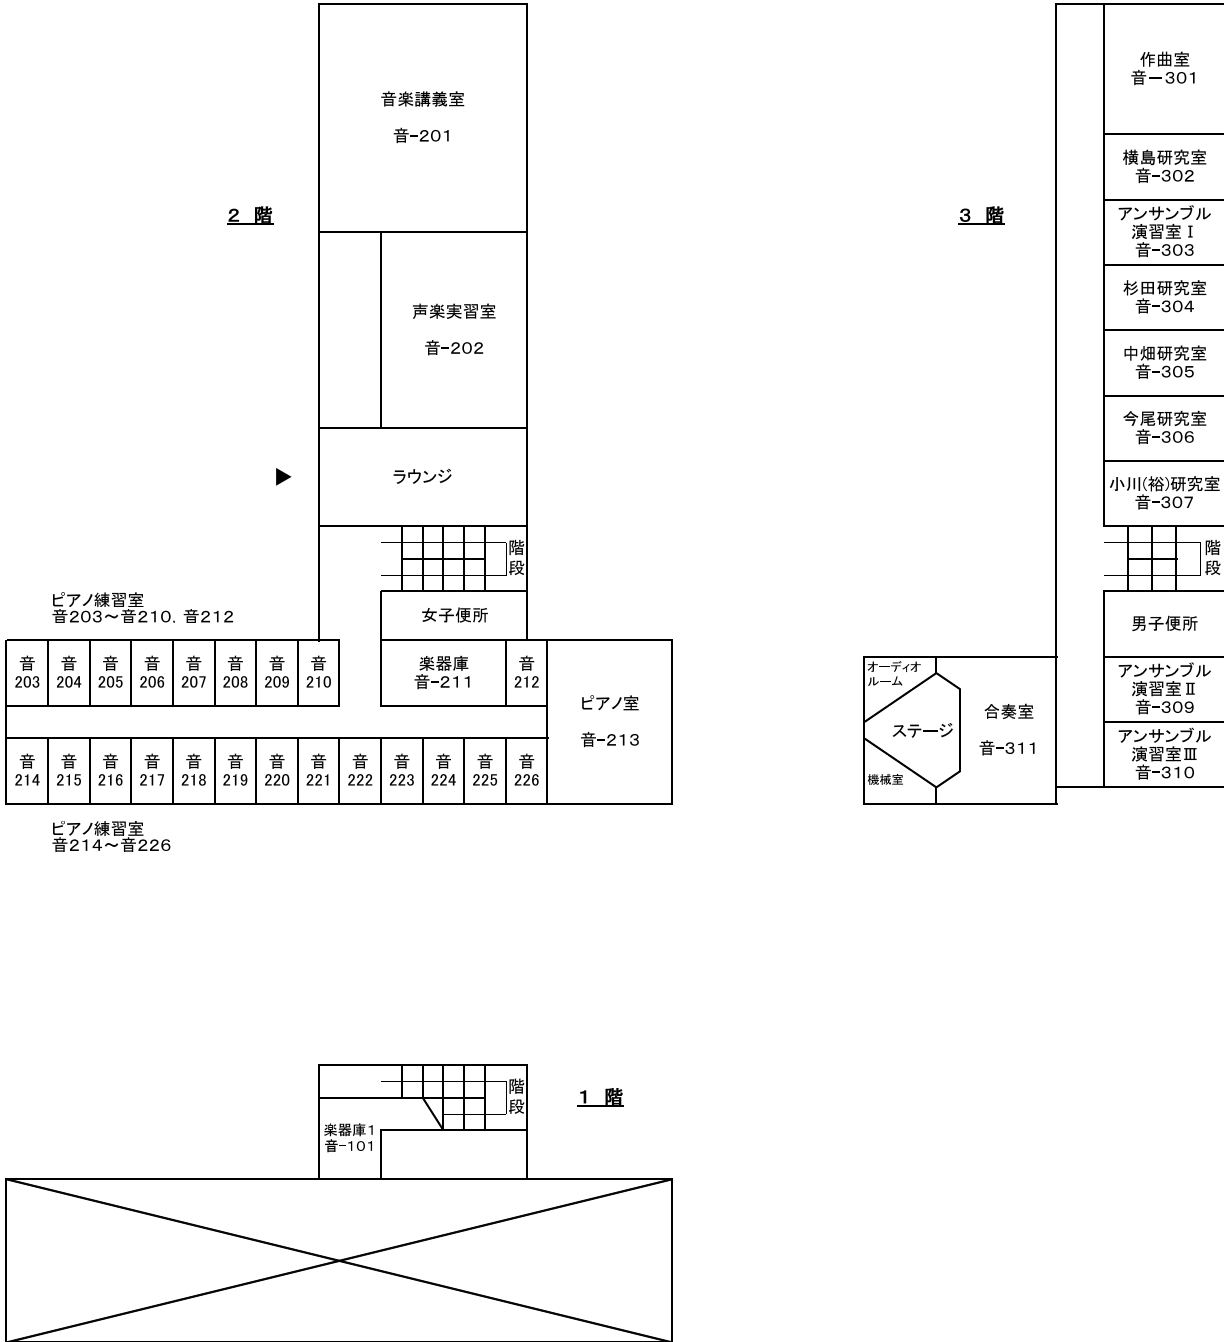 音楽講義室
音-201
2 階
声楽実習室
音-202
ラウンジ
階
段
女子便所
ピアノ練習室
音203～音210. 音212
音
203
音
204
音
205
音
206
音
207
音
208
音
209
音
210
楽器庫
音-211
音
212
ピアノ室
音-213
音
214
音
215
音
216
音
217
音
218
音
219
音
220
音
221
音
222
音
223
音
224
音
225
音
226
ピアノ練習室
音214～音226
3 階
作曲室
音－301
横島研究室
音-302
アンサンブル
演習室Ⅰ
音-303
杉田研究室
音-304
中畑研究室
音-305
今尾研究室
音-306
小川(裕)研究室
音-307
階
段
男子便所
アンサンブル
演習室Ⅱ
音-309
アンサンブル
演習室Ⅲ
音-310
オーディオ
ルーム
ステージ
機械室
合奏室
音-311
1 階
階
段
楽器庫1
音-101